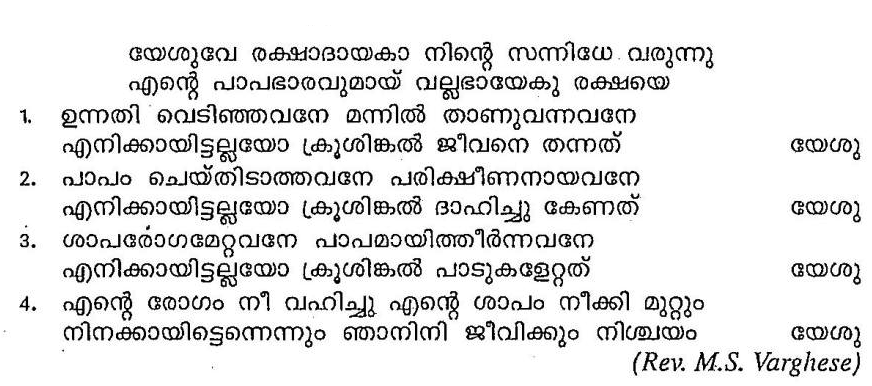 യേശുവേ രക്ഷാദായകാ നിന്റെ സന്നിധേ വരുന്നു
എന്റെ പാപഭാരവുമായ് വല്ലഭായേകു രക്ഷയെ
1. ഉന്നതി വെടിഞ്ഞവനേ മന്നിൽ താണുവന്നവനേ
എനിക്കായിട്ടല്ലയോ ക്രൂശിങ്കൽ ജീവനെ തന്നത് യേശു
2. പാപം ചെയ്തിടാത്തവനേ പരിക്ഷീണനായവനേ
എനിക്കായിട്ടല്ലയോ ക്രൂശിങ്കൽ ദാഹിച്ചു കേണത് യേശു
3. ശാപരോഗമേറ്റവനേ പാപമായിത്തീർന്നവനേ
എനിക്കായിട്ടല്ലയോ ക്രൂശിങ്കൽ പാടുകളേറ്റത് യേശു
4. എന്റെ രോഗം നീ വഹിച്ചു എന്റെ ശാപം നീക്കി മുറ്റും
നിനക്കായിട്ടെന്നെന്നും ഞാനിനി ജീവിക്കും നിശ്ചയം യേശു
(Rev. M.S. Varghese)